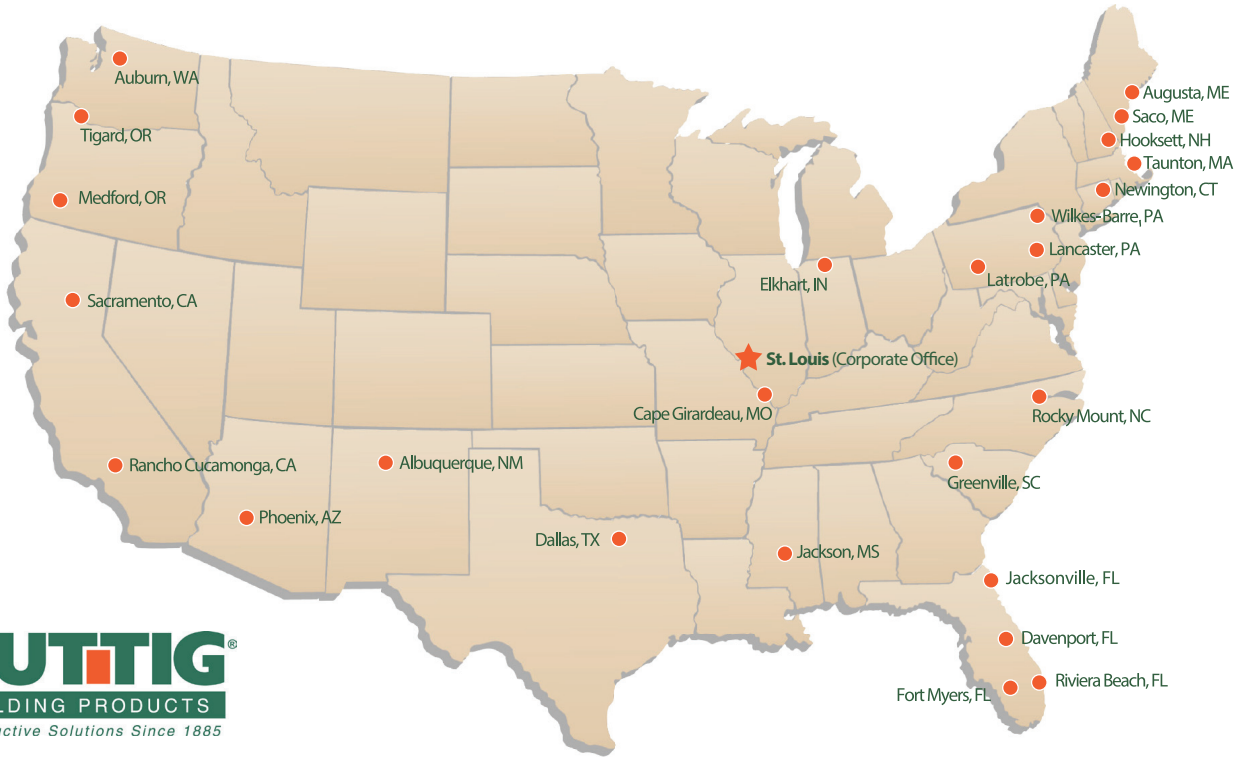 Auburn, WA
Tigard, OR
Medford, OR
Sacramento, CA
Rancho Cucamonga, CA
Phoenix, AZ
Albuquerque, NM
Dallas, TX
Elkhart, IN
St. Louis (Corporate Office)
Cape Girardeau, MO
Jackson, MS
Augusta, ME
Saco, ME
Hooksett, NH
Taunton, MA
Newington, CT
Wilkes-Barre, PA
Lancaster, PA
Latrobe, PA
Rocky Mount, NC
Greenville, SC
Jacksonville, FL
Davenport, FL
Riviera Beach, FL
Fort Myers, FL
UTTIG®
LDING PRODUCTS
uctive Solutions Since 1885